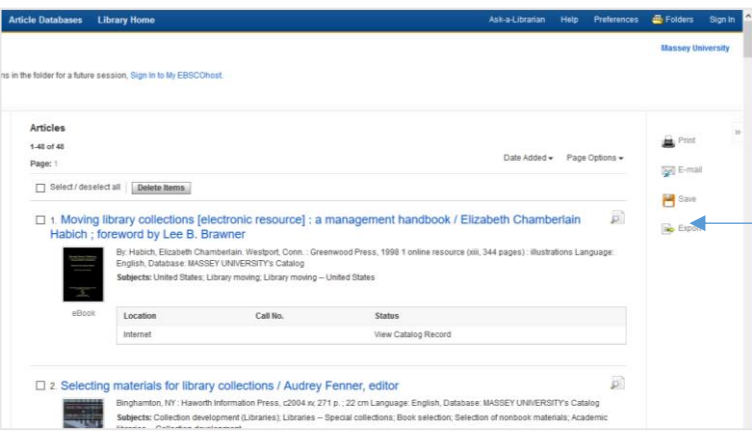 Article Databases Library Home Ask-a-Librarian Help Preferences Folders Sign In
Massey University
ns in the folder for a future session, Sign In to My EBSCOhost.
Articles
1-48 of 48
Page: 1
Date Added Page Options
Print
E-mail
Save
Export
Select / deselect all Delete Items
1. Moving library collections [electronic resource] : a management handbook / Elizabeth Chamberlain
Habich ; foreword by Lee B. Brawner
By: Habich, Elizabeth Chamberlain. Westport, Conn. : Greenwood Press, 1998 1 online resource (xiii, 344 pages) : illustrations Language:
English, Database: MASSEY UNIVERSITY's Catalog
Subjects: United States; Library moving; Library moving -- United States
eBook
Location Call No. Status
Internet View Catalog Record
2. Selecting materials for library collections / Audrey Fenner, editor
Binghamton, NY : Haworth Information Press, c2004 xv, 271 p. ; 22 cm Language: English, Database: MASSEY UNIVERSITY'S Catalog
Subjects: Collection development (Libraries); Libraries -- Special collections; Book selection; Selection of nonbook materials; Academic